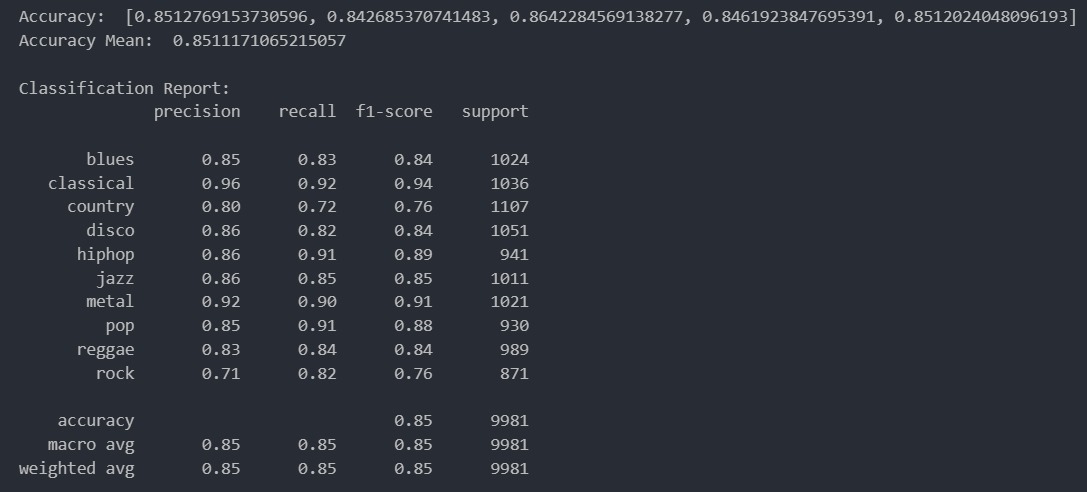 Accuracy:  [0.8512769153730596, 0.842685370741483, 0.8642284569138277, 0.8461923847695391, 0.8512024048096193]
Accuracy Mean:  0.8511171065215057

Classification Report:
              precision    recall  f1-score   support

       blues       0.85      0.83      0.84      1024
   classical       0.96      0.92      0.94      1036
     country       0.80      0.72      0.76      1107
       disco       0.86      0.82      0.84      1051
      hiphop       0.86      0.91      0.89       941
        jazz       0.86      0.85      0.85      1011
       metal       0.92      0.90      0.91      1021
         pop       0.85      0.91      0.88       930
      reggae       0.83      0.84      0.84       989
        rock       0.71      0.82      0.76       871

    accuracy                           0.85      9981
   macro avg       0.85      0.85      0.85      9981
weighted avg       0.85      0.85      0.85      9981